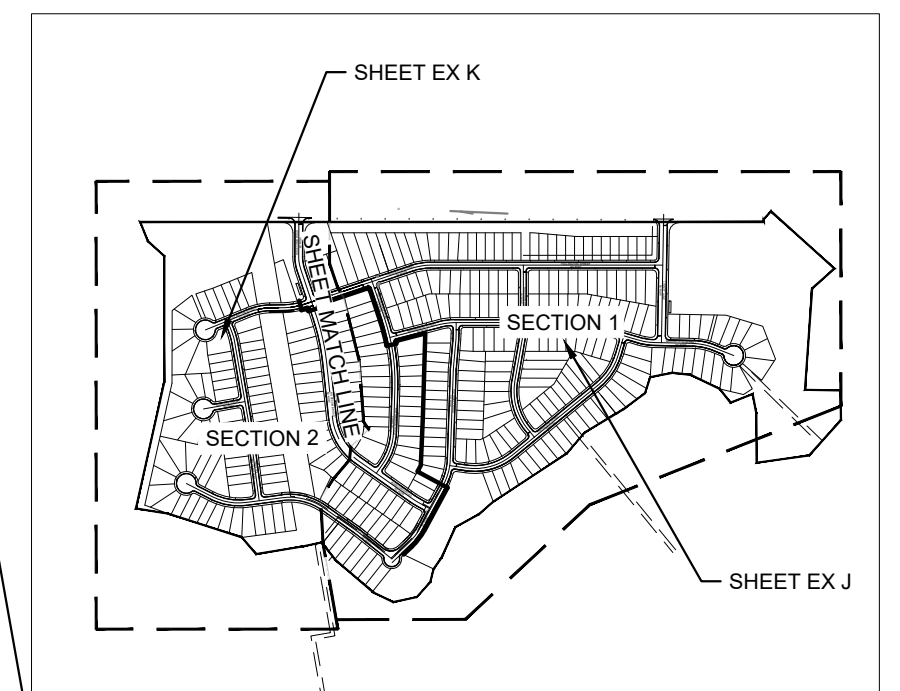 SHEET EX K
SHEET MATCH LINE
SECTION 1
SECTION 2
SHEET EX J